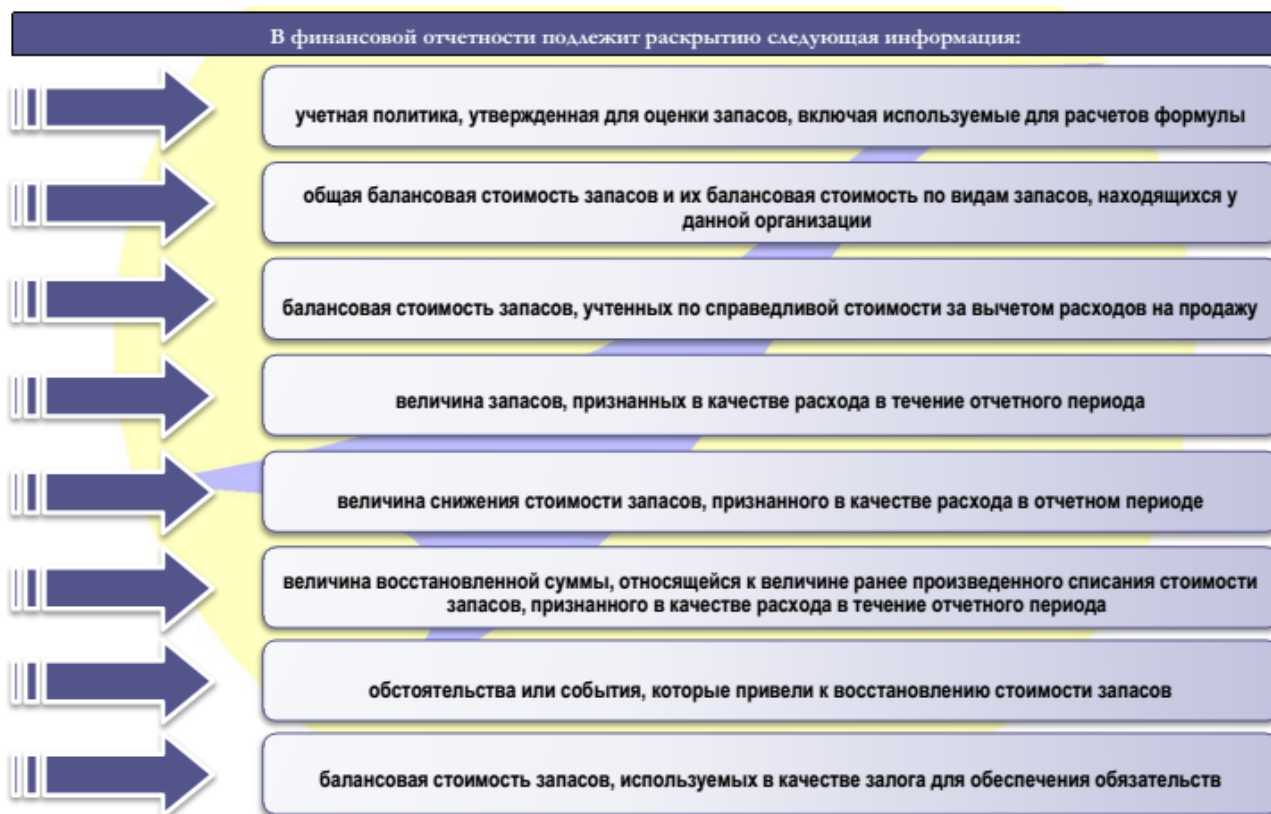 В финансовой отчетности подлежит раскрытию следующая информация:
учетная политика, утвержденная для оценки запасов, включая используемые для расчетов формулы
общая балансовая стоимость запасов и их балансовая стоимость по видам запасов, находящихся у
данной организации
балансовая стоимость запасов, учтенных по справедливой стоимости за вычетом расходов на продажу
величина запасов, признанных в качестве расхода в течение отчетного периода
величина снижения стоимости запасов, признанного в качестве расхода в отчетном периоде
величина восстановленной суммы, относящейся к величине ранее произведенного списания стоимости
запасов, признанного в качестве расхода в течение отчетного периода
обстоятельства или события, которые привели к восстановлению стоимости запасов
балансовая стоимость запасов, используемых в качестве залога для обеспечения обязательств